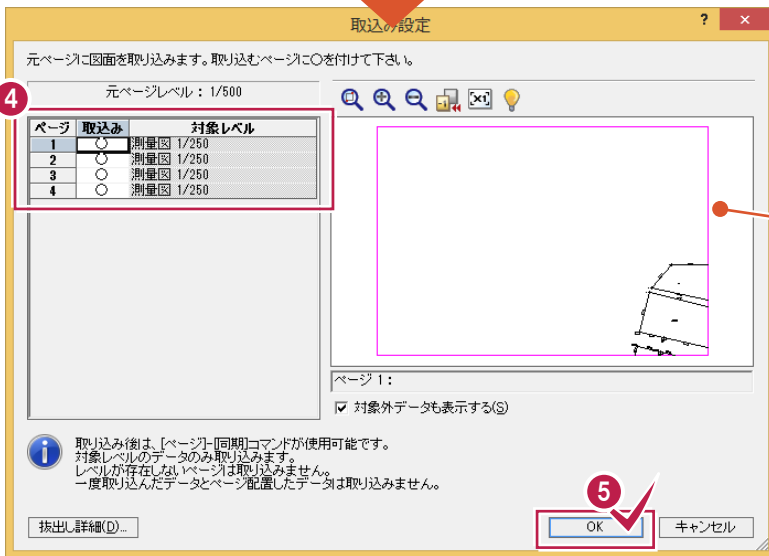 取込み設定
? ×
元ページに図面を取り込みます。取り込むページに○を付けて下さい。
4
元ページレベル： 1/500
ページ 取込み 対象レベル
1 ○ 測量図 1/250
2 ○ 測量図 1/250
3 ○ 測量図 1/250
4 ○ 測量図 1/250
ページ 1：
対象外データも表示する(S)
取り込み後は、[ページ]-[同期]コマンドが使用可能です。
対象レベルのデータのみ取り込みます。
レベルが存在しないページは取り込みません。
一度取り込んだデータとページ配置したデータは取り込みません。
5
抜出し詳細(D)...
OK
キャンセル